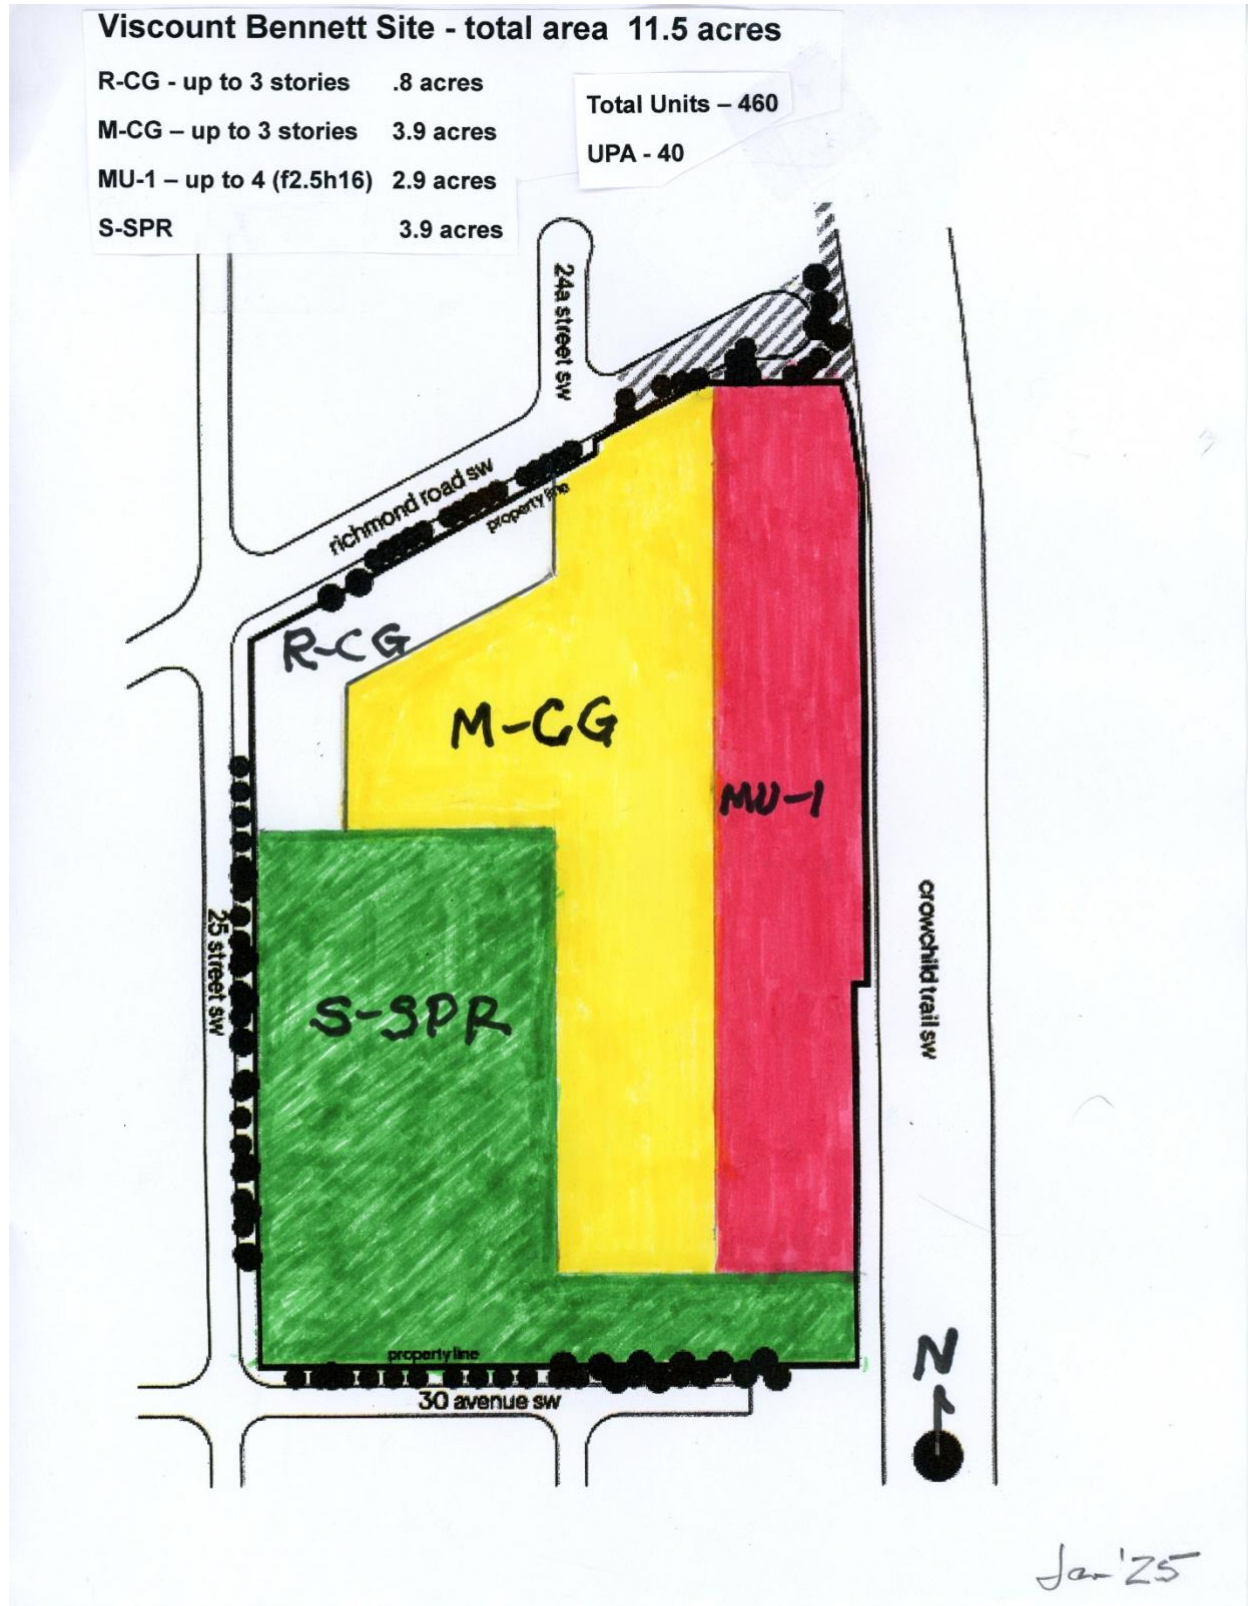 Viscount Bennett Site - total area 11.5 acres
R-CG - up to 3 stories .8 acres
M-CG – up to 3 stories 3.9 acres
MU-1 – up to 4 (f2.5h16) 2.9 acres
S-SPR 3.9 acres
Total Units – 460
UPA - 40
24a street sw
richmond road sw
property line
R-CG
M-CG
MU-1
25 street sw
S-SPR
crowchild trail sw
property line
30 avenue sw
N
Jan '25